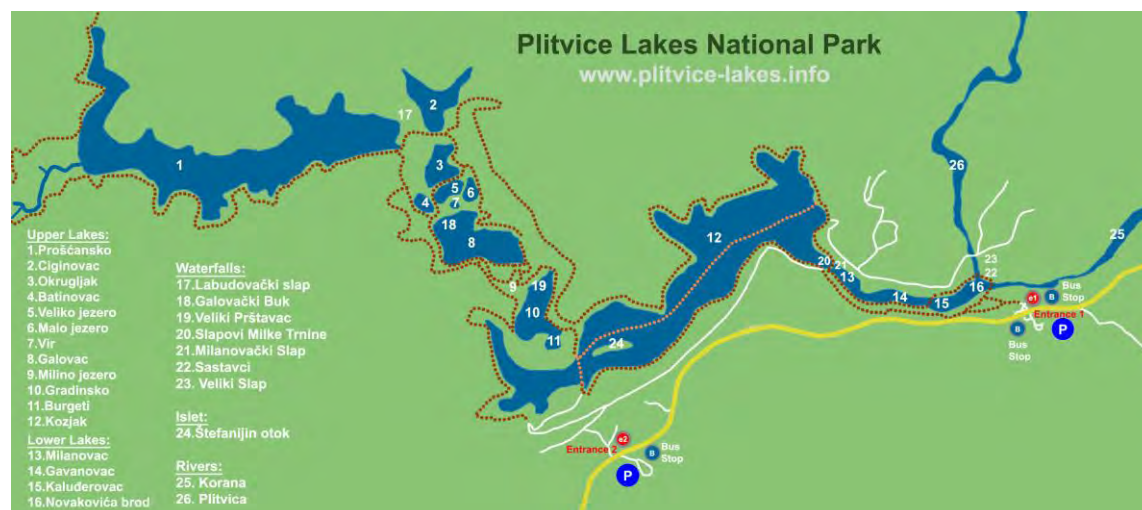 Plitvice Lakes National Park
www.plitvice-lakes.info
17
2
1
3
5
6
4
7
18
8
9
19
10
11
12
24
20
21
13
14
15
16
22
23
26
25
Upper Lakes:
1.Prošćansko
2.Ciginovac
3.Okrugljak
4.Batinovac
5.Veliko jezero
6.Malo jezero
7.Vir
8.Galovac
9.Milino jezero
10.Gradinsko
11.Burgeti
12.Kozjak
Lower Lakes:
13.Milanovac
14.Gavanovac
15.Kaluđerovac
16.Novakovića brod
Waterfalls:
17.Labudovački slap
18.Galovački Buk
19.Veliki Prštavac
20.Slapovi Milke Trnine
21.Milanovački Slap
22.Sastavci
23. Veliki Slap
Islet:
24.Štefanijin otok
Rivers:
25. Korana
26. Plitvica
e1
B
Bus
Stop
Entrance 1
B
P
Bus
Stop
e2
Entrance 2
B
Bus
Stop
P